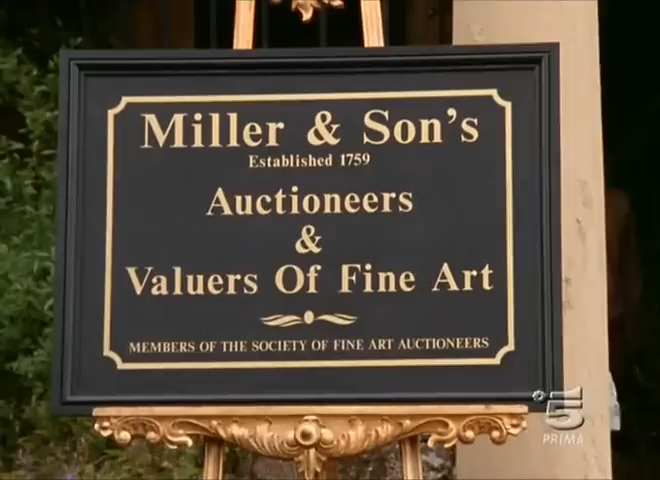 Miller & Son's
Established 1759
Auctioneers
&
Valuers Of Fine Art
MEMBERS OF THE SOCIETY OF FINE ART AUCTIONEERS
5
PRIMA